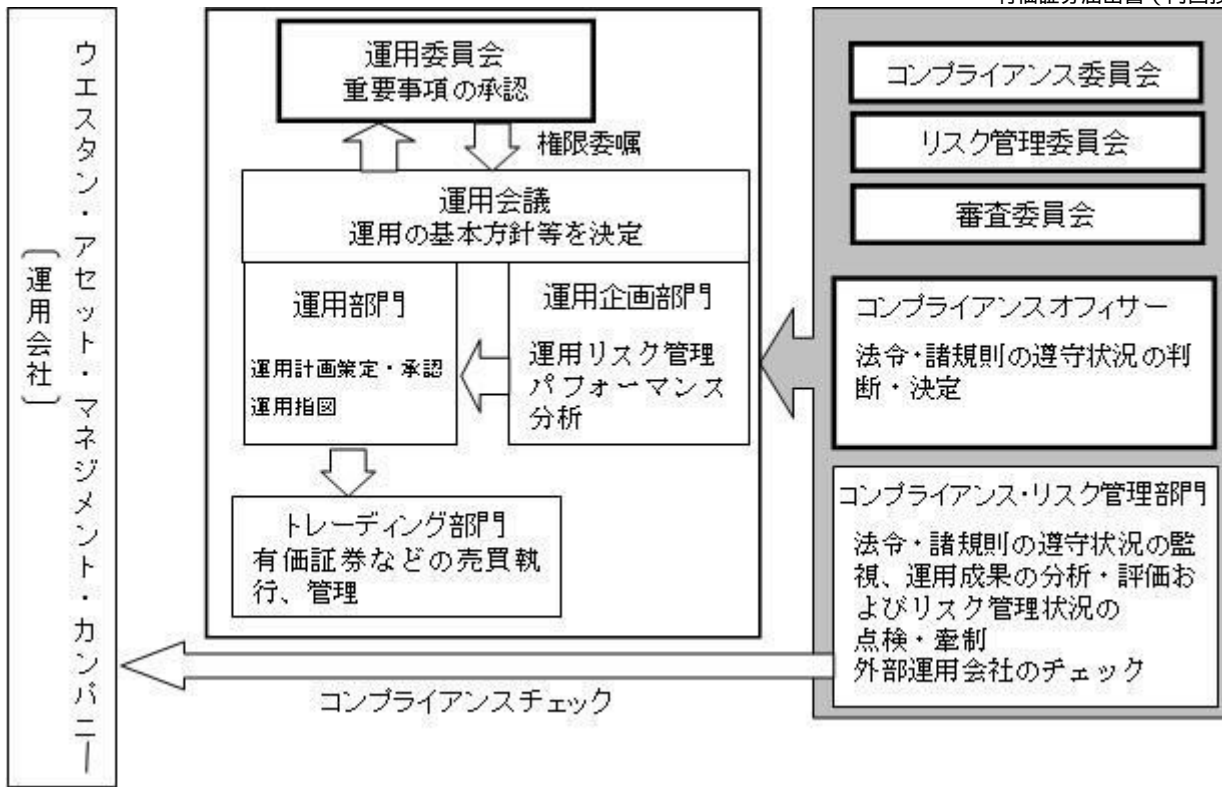 ウエスタン・アセット・マネジメント・カンパニー
〔運用会社〕
運用委員会
重要事項の承認
権限委嘱
運用会議
運用の基本方針等を決定
運用部門
運用計画策定・承認
運用指図
運用企画部門
運用リスク管理
パフォーマンス
分析
トレーディング部門
有価証券などの売買執
行、管理
コンプライアンスチェック
コンプライアンス委員会
リスク管理委員会
審査委員会
コンプライアンスオフィサー
法令・諸規則の遵守状況の判
断・決定
コンプライアンス・リスク管理部門
法令・諸規則の遵守状況の監
視、運用成果の分析・評価お
よびリスク管理状況の
点検・牽制
外部運用会社のチェック